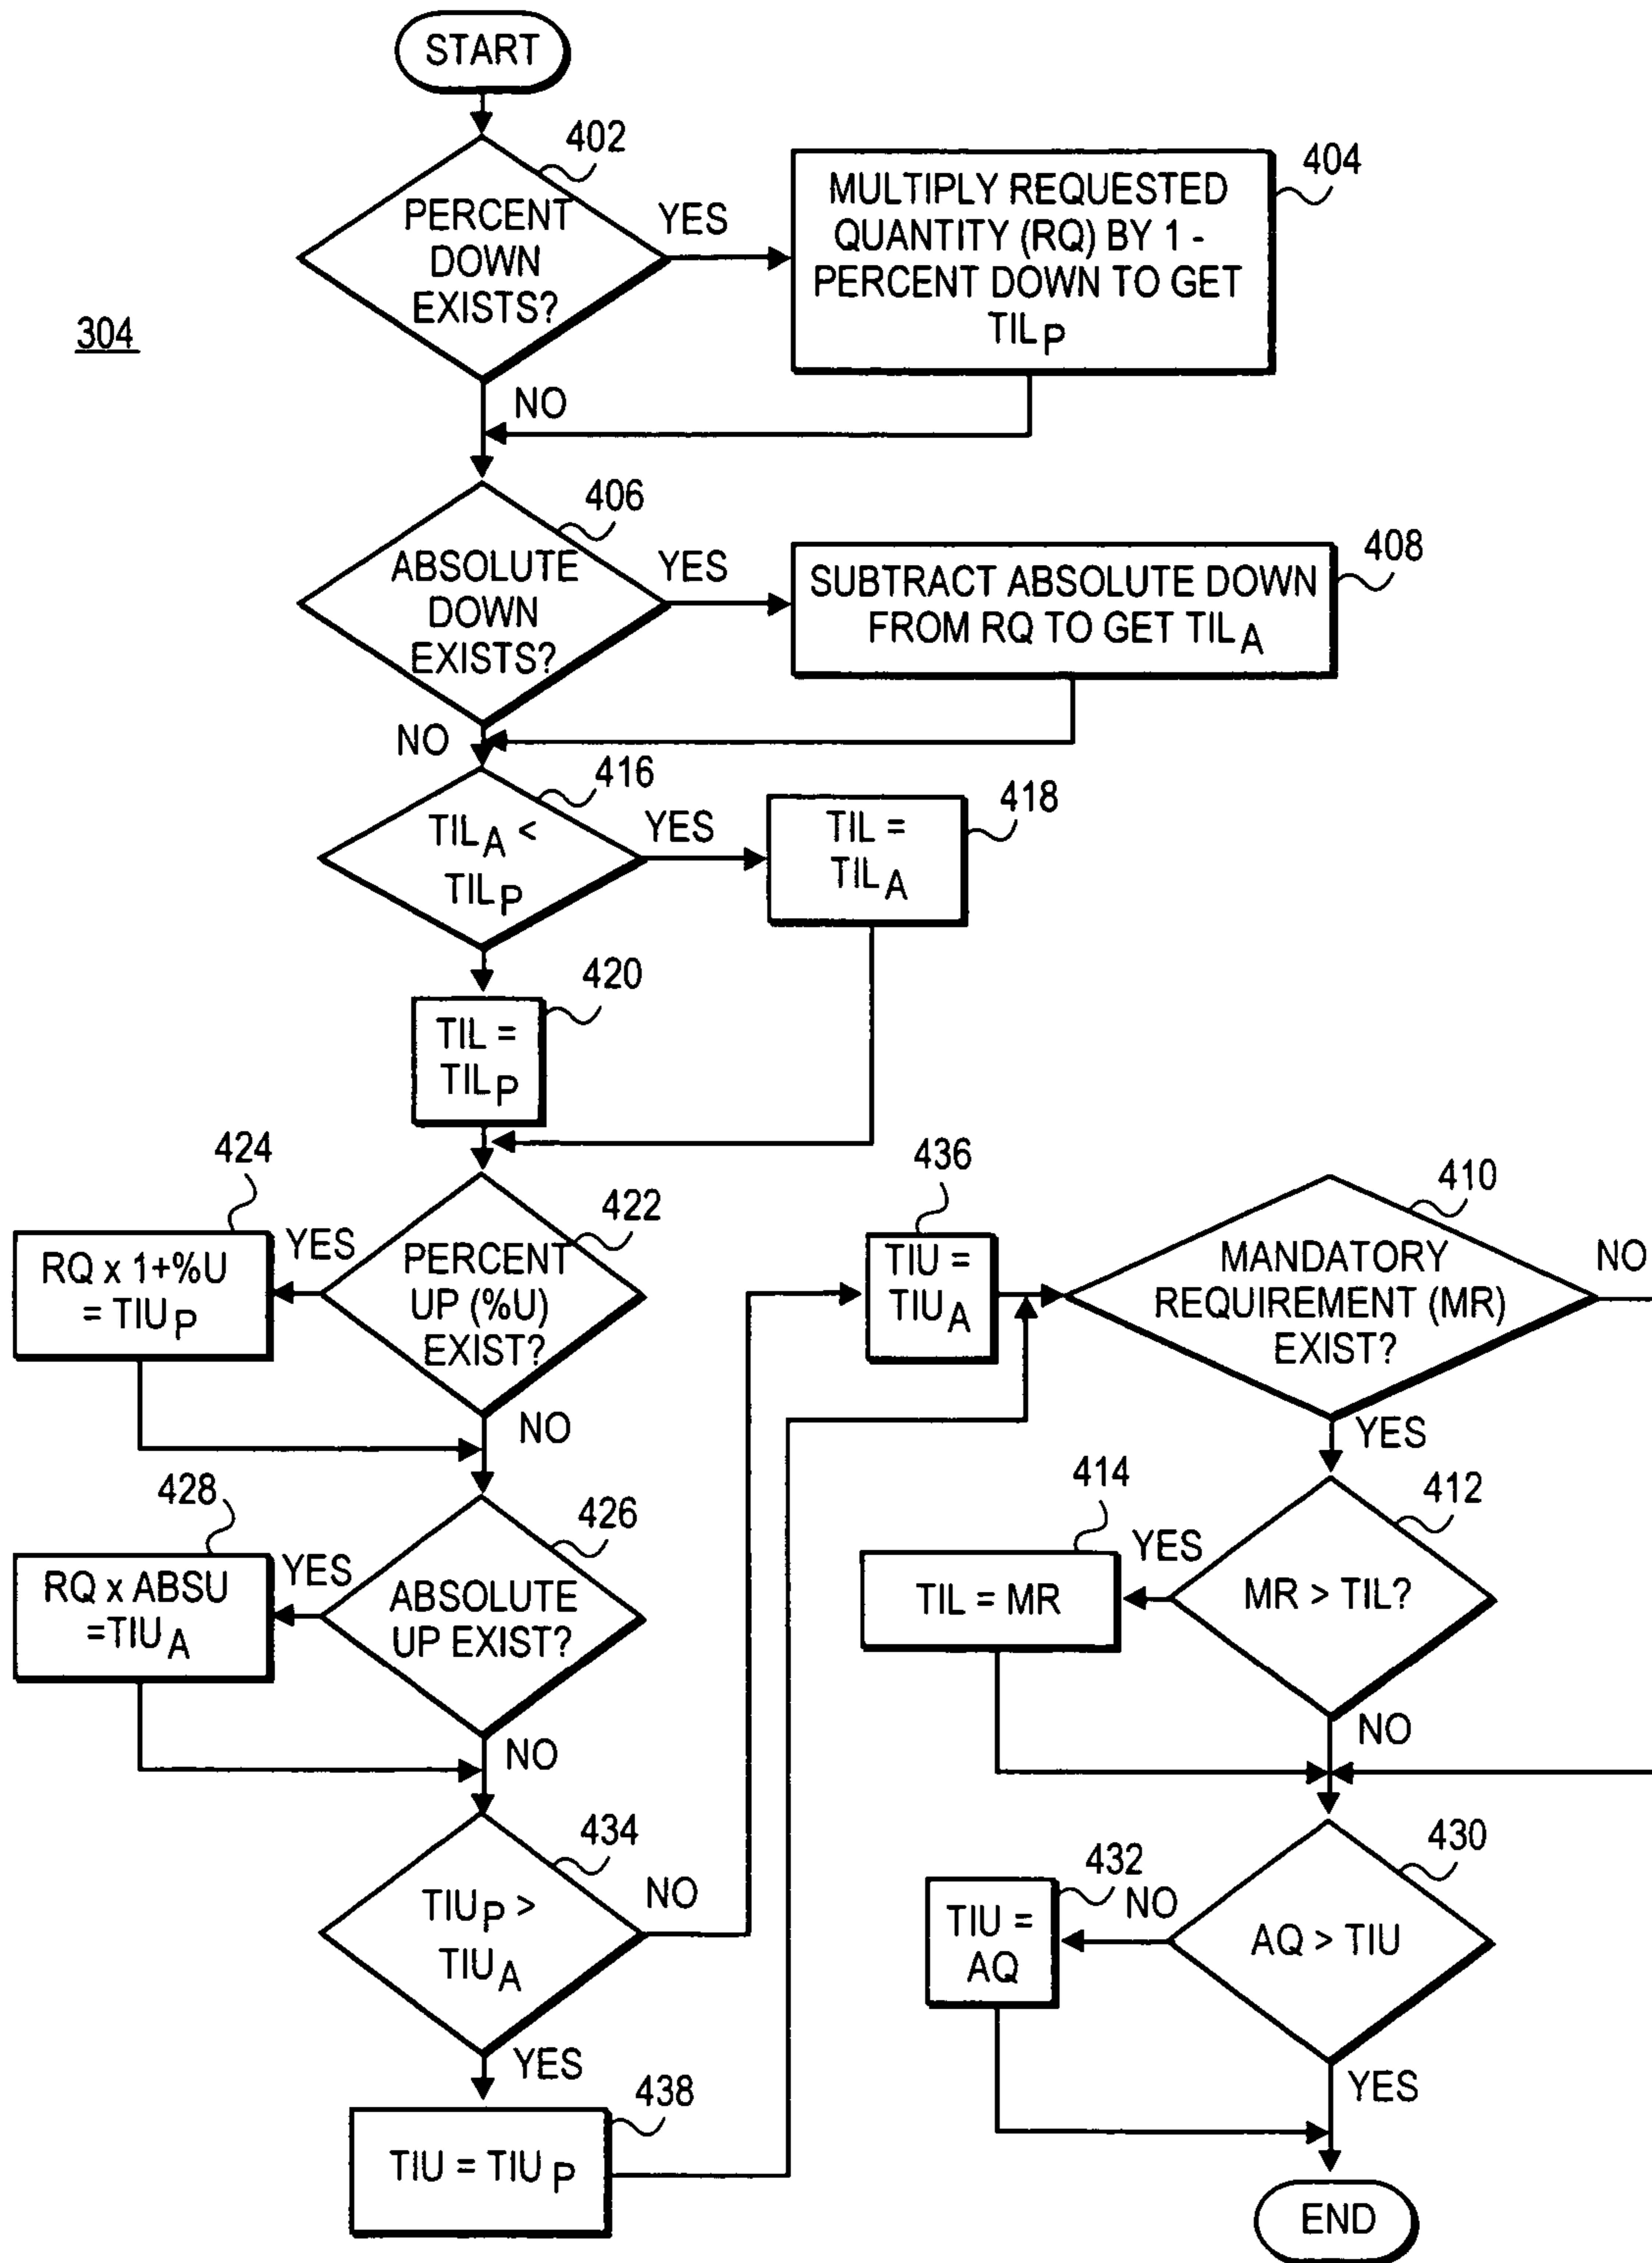 START
402
PERCENT
DOWN
EXISTS?
YES
404
MULTIPLY REQUESTED
QUANTITY (RQ) BY 1 -
PERCENT DOWN TO GET
TILP
304
NO
406
ABSOLUTE
DOWN
EXISTS?
YES
408
SUBTRACT ABSOLUTE DOWN
FROM RQ TO GET TILA
NO
416
TILA <
TILP
YES
418
TIL =
TILA
420
TIL =
TILP
424
RQ x 1+%U
= TIUP
YES
422
PERCENT
UP (%U)
EXIST?
NO
428
RQ x ABSU
=TIUA
YES
426
ABSOLUTE
UP EXIST?
NO
434
TIUP >
TIUA
NO
YES
438
TIU = TIUP
436
TIU =
TIUA
410
MANDATORY
REQUIREMENT (MR)
EXIST?
NO
YES
414
TIL = MR
YES
412
MR > TIL?
NO
432
TIU =
AQ
NO
430
AQ > TIU
YES
END